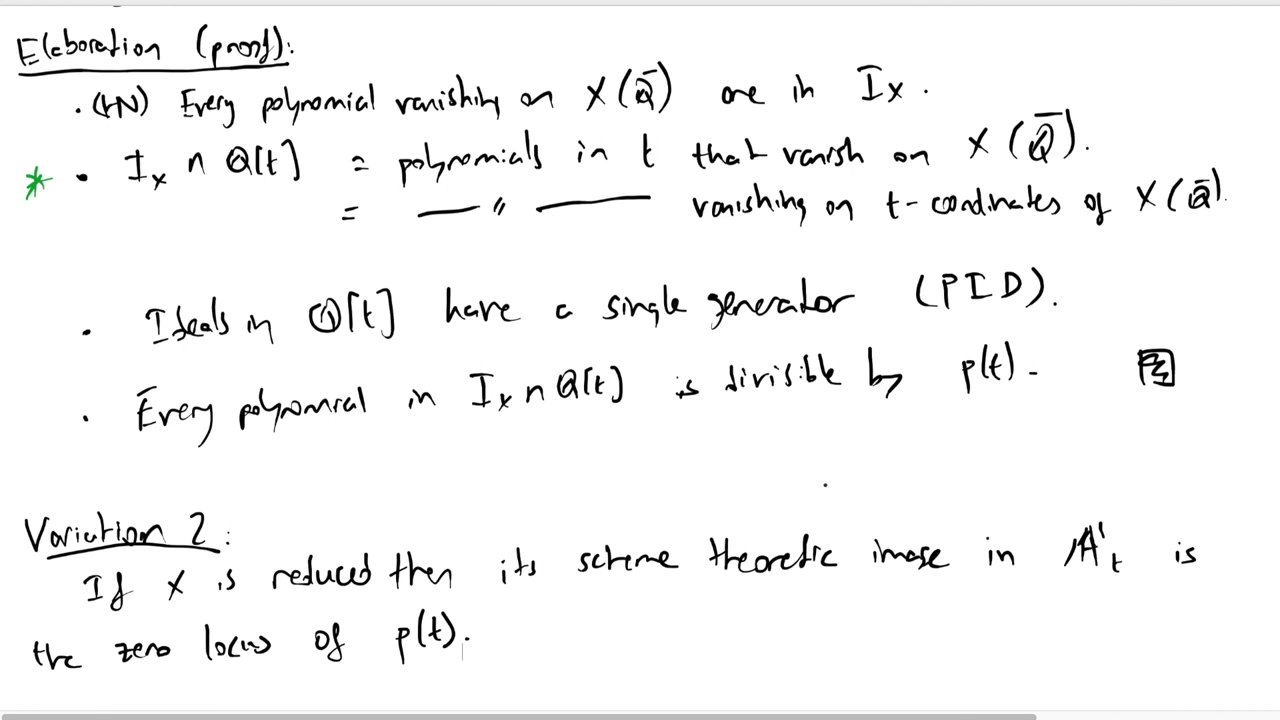 Elaboration (proof):
· (HN) Every polynomial vanishing on X(Q̄) are in I_X.
* · I_X ∩ Q[t] = polynomials in t that vanish on X(Q̄).
= —— " —— vanishing on t-coordinates of X(Q̄).
· Ideals in Q[t] have a single generator (PID).
· Every polynomial in I_X ∩ Q[t] is divisible by p(t).
Variation 2:
If X is reduced then its scheme theoretic image in A¹_t is
the zero locus of p(t).